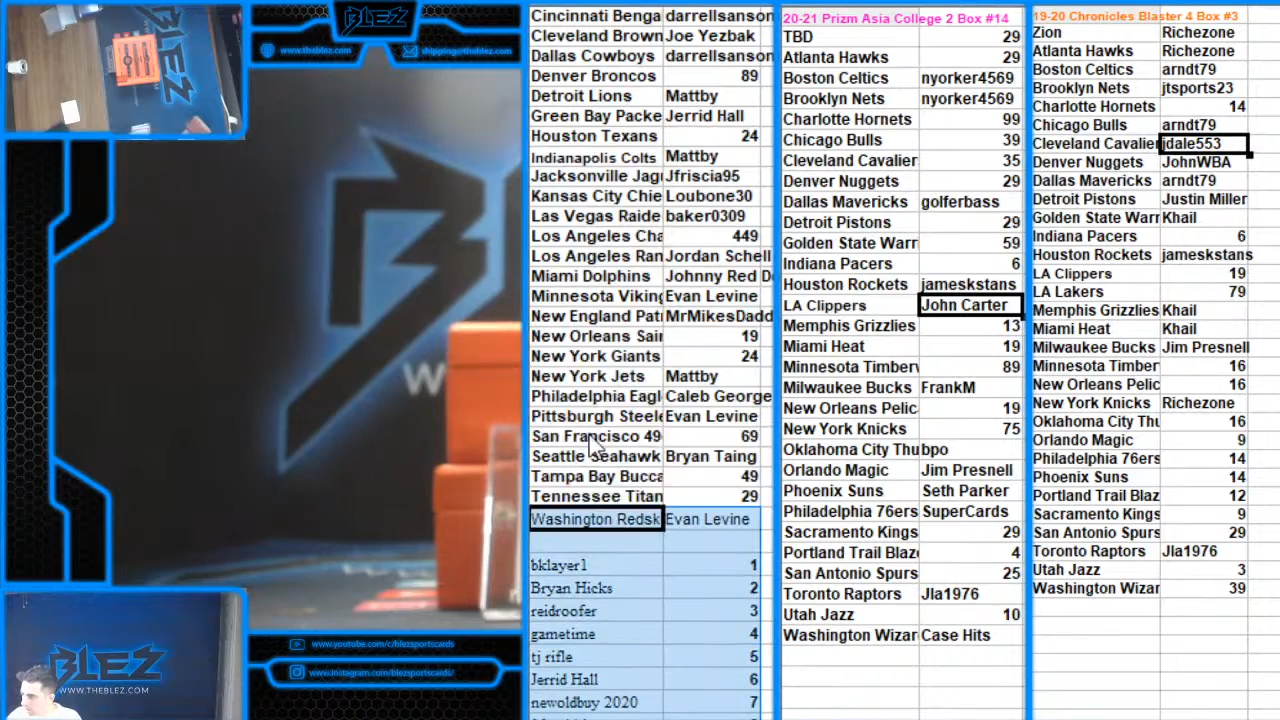 BLEZ
www.theblez.com
shipping@theblez.com
BLEZ
W
www.youtube.com/c/blezsportscards
www.instagram.com/blezsportscards/
BLEZ
WWW.THEBLEZ.COM
Cincinnati Benga darrellsanson
Cleveland Brown Joe Yezbak
Dallas Cowboys darrellsanson
Denver Broncos 89
Detroit Lions Mattby
Green Bay Packe Jerrid Hall
Houston Texans 24
Indianapolis Colts Mattby
Jacksonville Jagu Jfriscia95
Kansas City Chie Loubone30
Las Vegas Raide baker0309
Los Angeles Cha 449
Los Angeles Ran Jordan Schell
Miami Dolphins Johnny Red Do
Minnesota Viking Evan Levine
New England Patr MrMikesDadd
New Orleans Sain 19
New York Giants 24
New York Jets Mattby
Philadelphia Eagl Caleb George
Pittsburgh Steele Evan Levine
San Francisco 49 69
Seattle Seahawk Bryan Taing
Tampa Bay Bucca 49
Tennessee Titan 29
Washington Redsk Evan Levine
bklayer1 1
Bryan Hicks 2
reidroofer 3
gametime 4
tj rifle 5
Jerrid Hall 6
newoldbuy 2020 7
20-21 Prizm Asia College 2 Box #14
TBD 29
Atlanta Hawks 29
Boston Celtics nyorker4569
Brooklyn Nets nyorker4569
Charlotte Hornets 99
Chicago Bulls 39
Cleveland Cavalier 35
Denver Nuggets 29
Dallas Mavericks golferbass
Detroit Pistons 29
Golden State Warr 59
Indiana Pacers 6
Houston Rockets jameskstans
LA Clippers John Carter
Memphis Grizzlies 13
Miami Heat 19
Minnesota Timberv 89
Milwaukee Bucks FrankM
New Orleans Pelic 19
New York Knicks 75
Oklahoma City Thu bpo
Orlando Magic Jim Presnell
Phoenix Suns Seth Parker
Philadelphia 76ers SuperCards
Sacramento Kings 29
Portland Trail Blaze 4
San Antonio Spurs 25
Toronto Raptors Jla1976
Utah Jazz 10
Washington Wizar Case Hits
19-20 Chronicles Blaster 4 Box #3
Zion Richezone
Atlanta Hawks Richezone
Boston Celtics arndt79
Brooklyn Nets jtsports23
Charlotte Hornets 14
Chicago Bulls arndt79
Cleveland Cavalier jdale553
Denver Nuggets JohnWBA
Dallas Mavericks arndt79
Detroit Pistons Justin Miller
Golden State Warr Khail
Indiana Pacers 6
Houston Rockets jameskstans
LA Clippers 19
LA Lakers 79
Memphis Grizzlies Khail
Miami Heat Khail
Milwaukee Bucks Jim Presnell
Minnesota Timberv 16
New Orleans Pelic 16
New York Knicks Richezone
Oklahoma City Thu 16
Orlando Magic 9
Philadelphia 76ers 14
Phoenix Suns 14
Portland Trail Blaz 12
Sacramento Kings 9
San Antonio Spurs 29
Toronto Raptors Jla1976
Utah Jazz 3
Washington Wizar 39